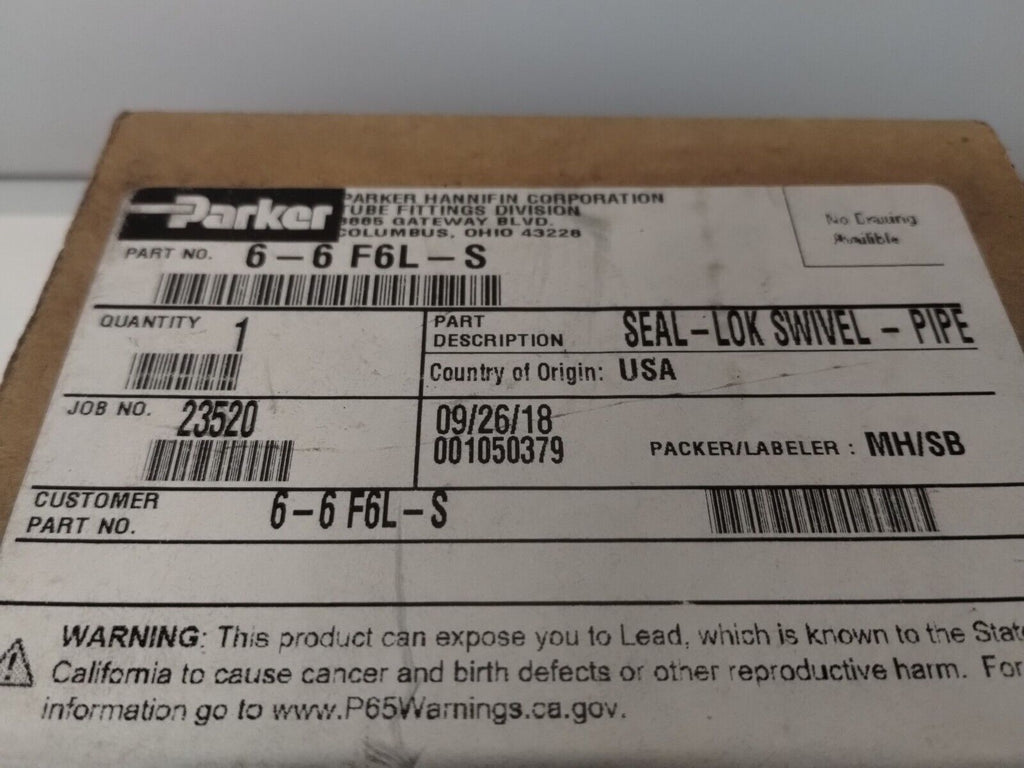 Parker
PARKER HANNIFIN CORPORATION
TUBE FITTINGS DIVISION
GATEWAY BLVD.
COLUMBUS, OHIO 43228
No Drawing
Availible
PART NO. 6-6 F6L-S
QUANTITY 1
PART
DESCRIPTION SEAL-LOK SWIVEL - PIPE
Country of Origin: USA
JOB NO. 23520
09/26/18
001050379
PACKER/LABELER : MH/SB
CUSTOMER
PART NO. 6-6 F6L-S
WARNING: This product can expose you to Lead, which is known to the State
California to cause cancer and birth defects or other reproductive harm. For
information go to www.P65Warnings.ca.gov.